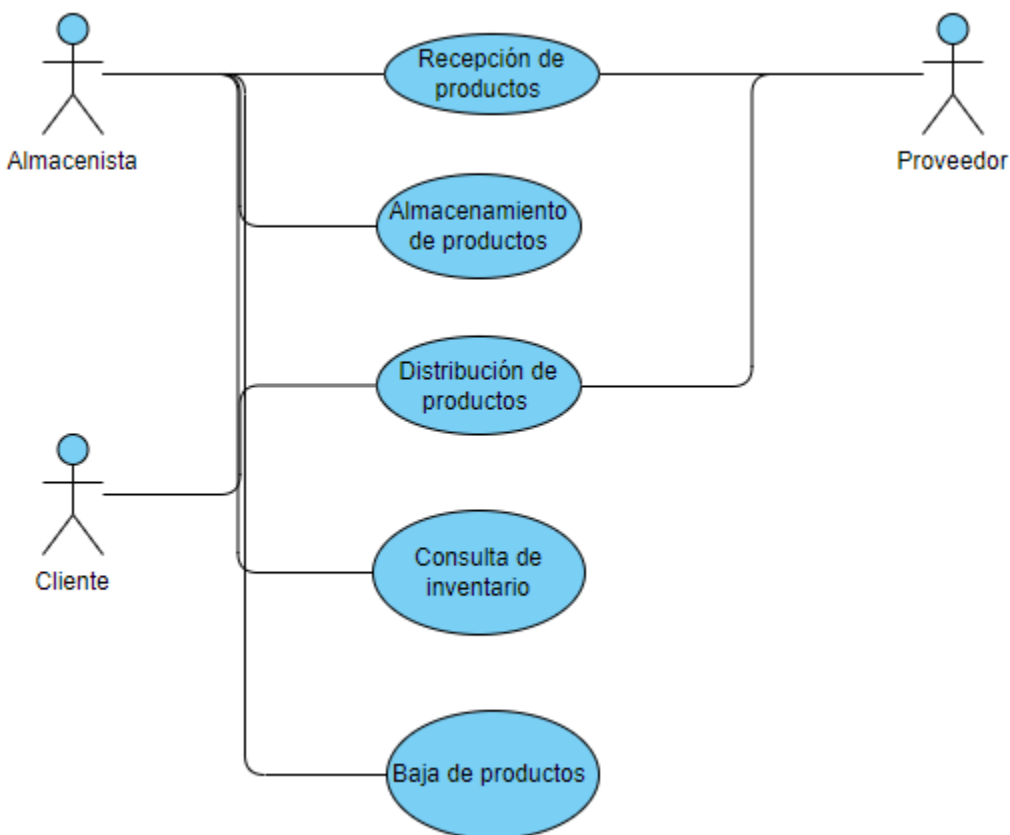 Recepción de
productos
Almacenista
Proveedor
Almacenamiento
de productos
Distribución de
productos
Consulta de
inventario
Cliente
Baja de productos